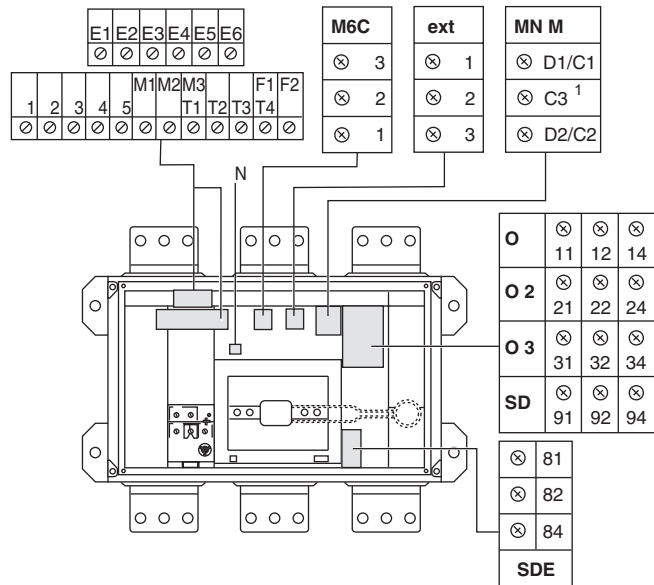 E1 E2 E3 E4 E5 E6
M1 M2 M3 F1 F2
1 2 3 4 5 T1 T2 T3 T4
M6C
3
2
1
ext
1
2
3
MN M
D1/C1
C3 1
D2/C2
N
O 11 12 14
O 2 21 22 24
O 3 31 32 34
SD 91 92 94
81
82
84
SDE